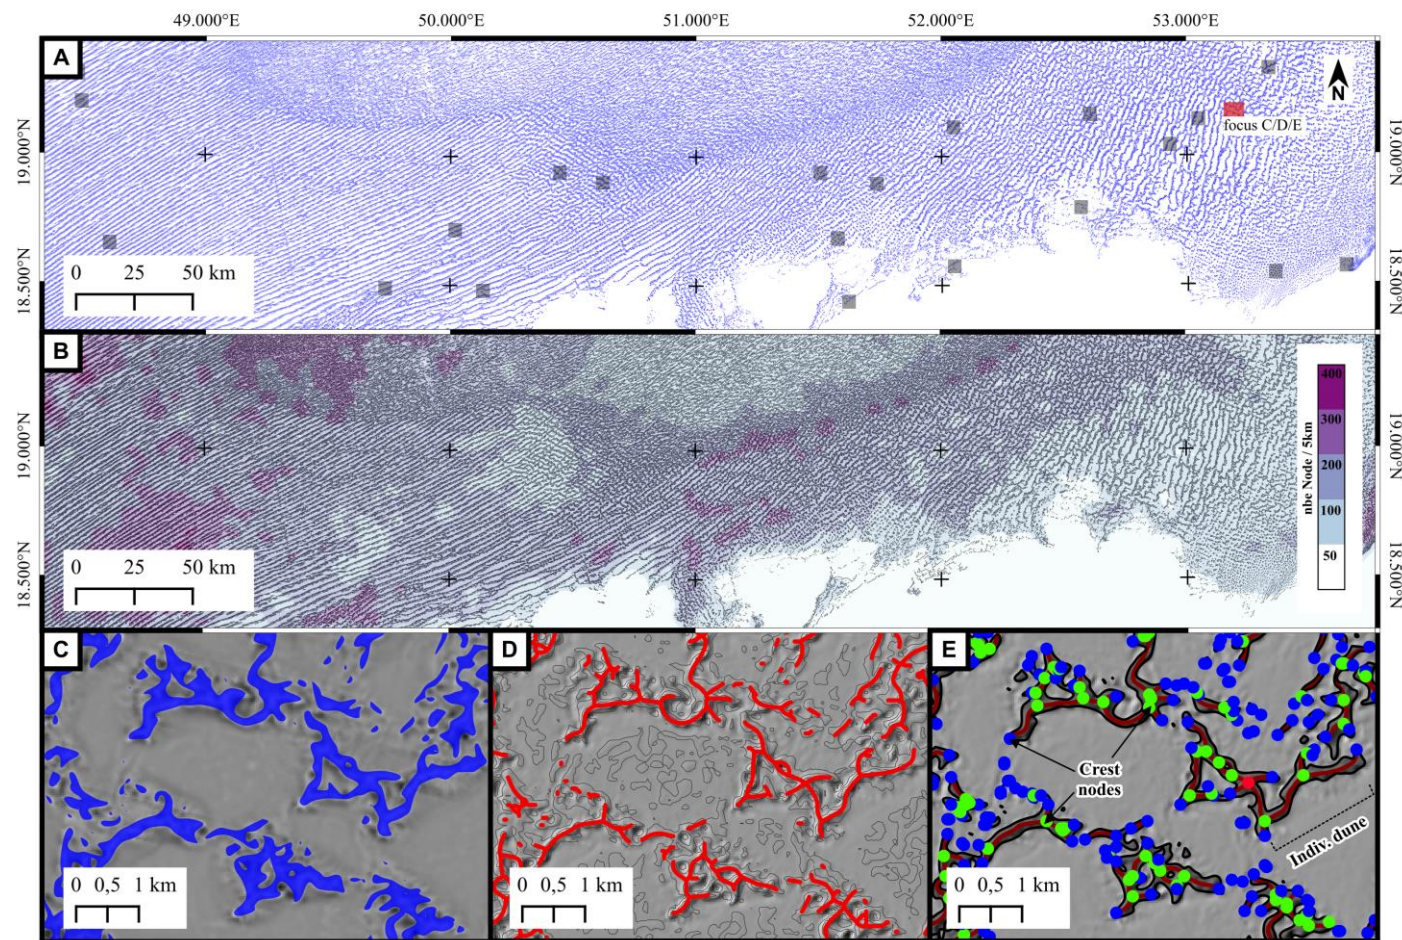 49.000°E 50.000°E 51.000°E 52.000°E 53.000°E
A
N
focus C/D/E
19.000°N
19.000°N
18.500°N
18.500°N
0 25 50 km
B
400
300
200
100
50
nbe Node / 5km
19.000°N
19.000°N
18.500°N
18.500°N
0 25 50 km
C
0 0,5 1 km
D
0 0,5 1 km
E
Crest
nodes
Indiv. dune
0 0,5 1 km